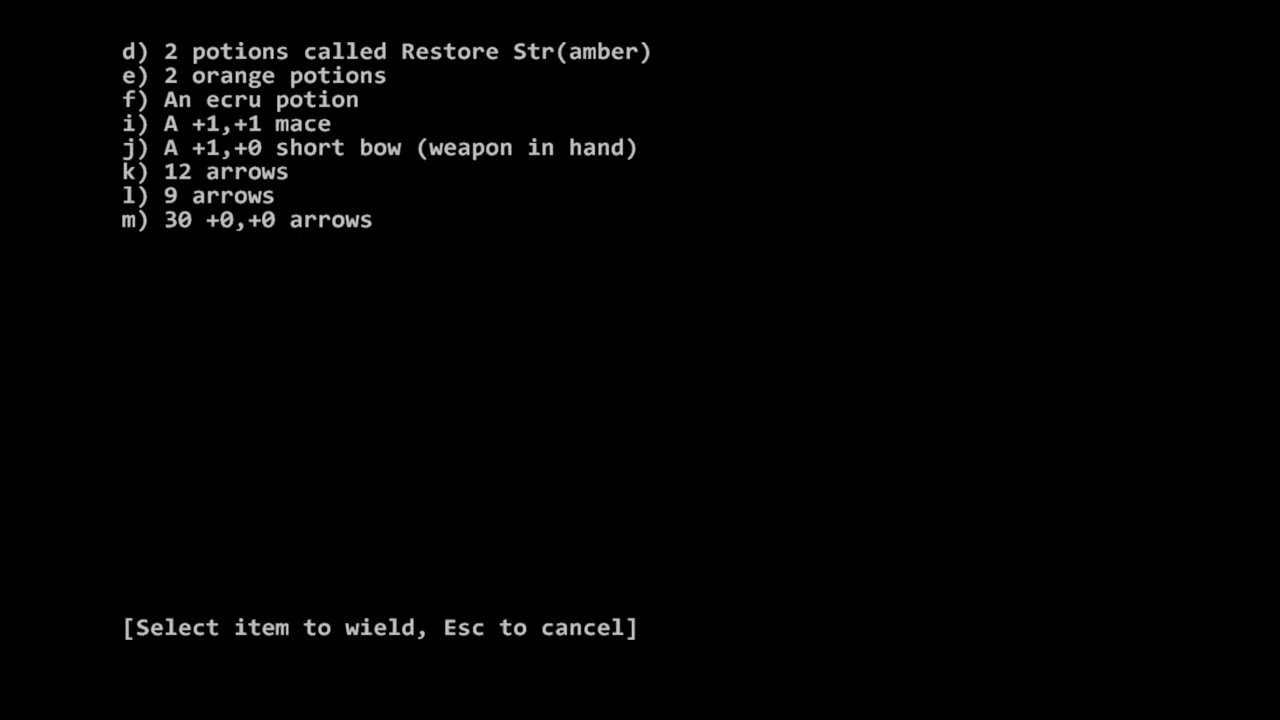 d) 2 potions called Restore Str(amber)
e) 2 orange potions
f) An ecru potion
i) A +1,+1 mace
j) A +1,+0 short bow (weapon in hand)
k) 12 arrows
l) 9 arrows
m) 30 +0,+0 arrows
[Select item to wield, Esc to cancel]